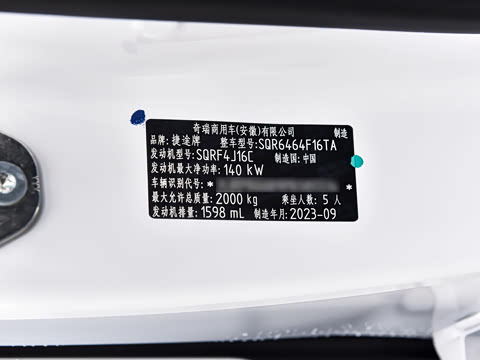 奇瑞商用车(安徽)有限公司 制造
品牌: 捷途牌 整车型号:SQR6464F16TA
发动机型号:SQRF4J16C 制造国: 中国
发动机最大净功率: 140 kW
车辆识别代号: * *
最大允许总质量: 2000 kg 乘坐人数: 5 人
发动机排量: 1598 mL 制造年月: 2023-09